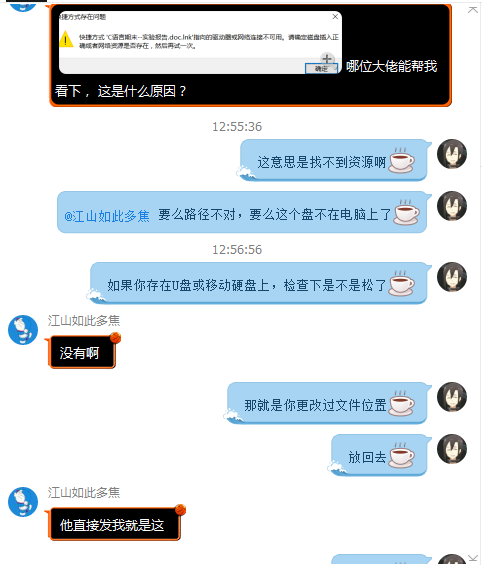 快捷方式存在问题
快捷方式“C语言期末--实验报告.doc.lnk”指向的驱动器或网络连接不可用。请确定磁盘插入正
确或者网络资源是否存在，然后再试一次。
确定
哪位大佬能帮我
看下， 这是什么原因？
12:55:36
这意思是找不到资源啊
@江山如此多焦 要么路径不对，要么这个盘不在电脑上了
12:56:56
如果你存在U盘或移动硬盘上，检查下是不是松了
江山如此多焦
没有啊
那就是你更改过文件位置
放回去
江山如此多焦
他直接发我就是这